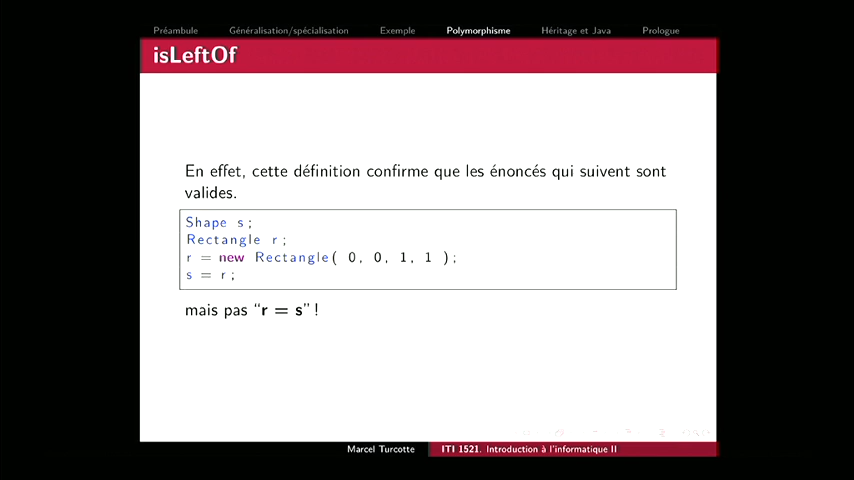 Préambule Généralisation/spécialisation Exemple Polymorphisme Héritage et Java Prologue
isLeftOf
En effet, cette définition confirme que les énoncés qui suivent sont
valides.
Shape s;
Rectangle r;
r = new Rectangle( 0, 0, 1, 1 );
s = r;
mais pas “r = s” !
Marcel Turcotte ITI 1521. Introduction à l'informatique II